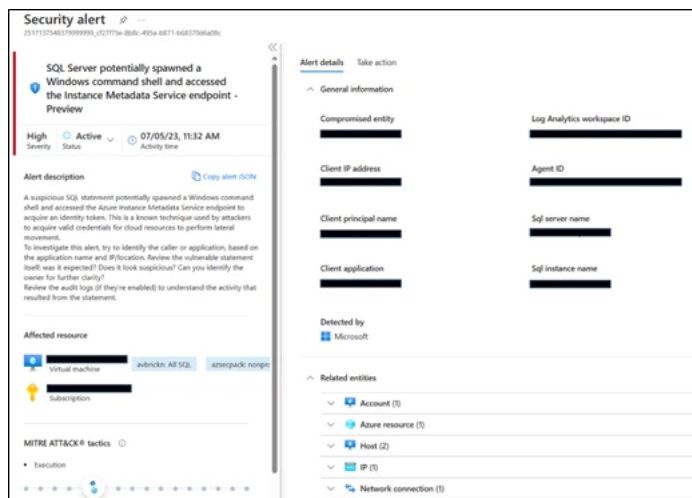 Security alert
2517137548379999999_cf27f75e-8b8c-495a-b871-b68370d6a08c
SQL Server potentially spawned a
Windows command shell and accessed
the Instance Metadata Service endpoint -
Preview
High
Severity
Active
Status
07/05/23, 11:32 AM
Activity time
Alert description
Copy alert JSON
A suspicious SQL statement potentially spawned a Windows command
shell and accessed the Azure Instance Metadata Service endpoint to
acquire an identity token. This is a known technique used by attackers
to acquire valid credentials for cloud resources to perform lateral
movement.
To investigate this alert, try to identify the caller or application, based on
the application name and IP/location. Review the vulnerable statement
itself: was it expected? Does it look suspicious? Can you identify the
owner for further clarity?
Review the audit logs (if they're enabled) to understand the activity that
resulted from the statement.
Affected resource
Virtual machine
avbrickn: All SQL
azsecpack: nonpro
Subscription
MITRE ATT&CK® tactics
Execution
Alert details
Take action
General information
Compromised entity
Log Analytics workspace ID
Client IP address
Agent ID
Client principal name
Sql server name
Client application
Sql instance name
Detected by
Microsoft
Related entities
Account (1)
Azure resource (1)
Host (2)
IP (1)
Network connection (1)